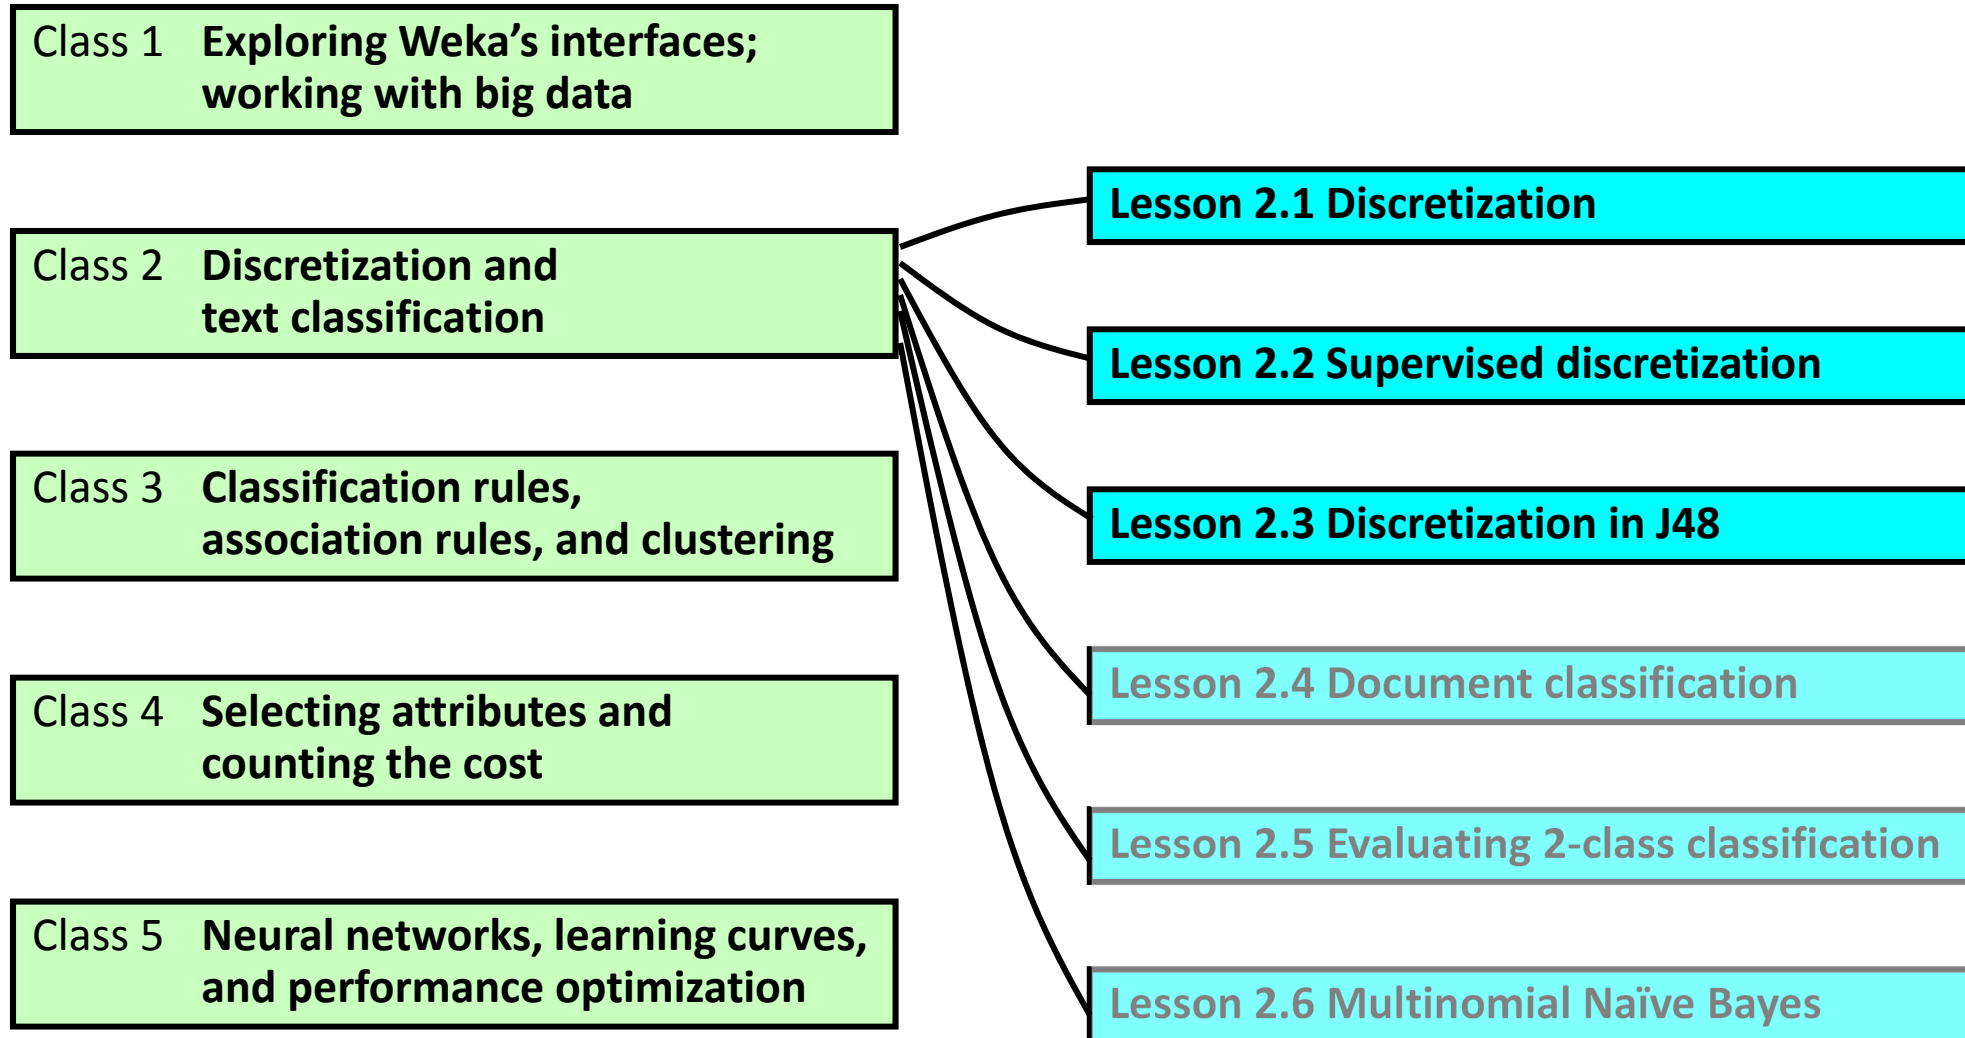 Class 1 Exploring Weka’s interfaces;
working with big data
Class 2 Discretization and
text classification
Class 3 Classification rules,
association rules, and clustering
Class 4 Selecting attributes and
counting the cost
Class 5 Neural networks, learning curves,
and performance optimization
Lesson 2.1 Discretization
Lesson 2.2 Supervised discretization
Lesson 2.3 Discretization in J48
Lesson 2.4 Document classification
Lesson 2.5 Evaluating 2-class classification
Lesson 2.6 Multinomial Naïve Bayes